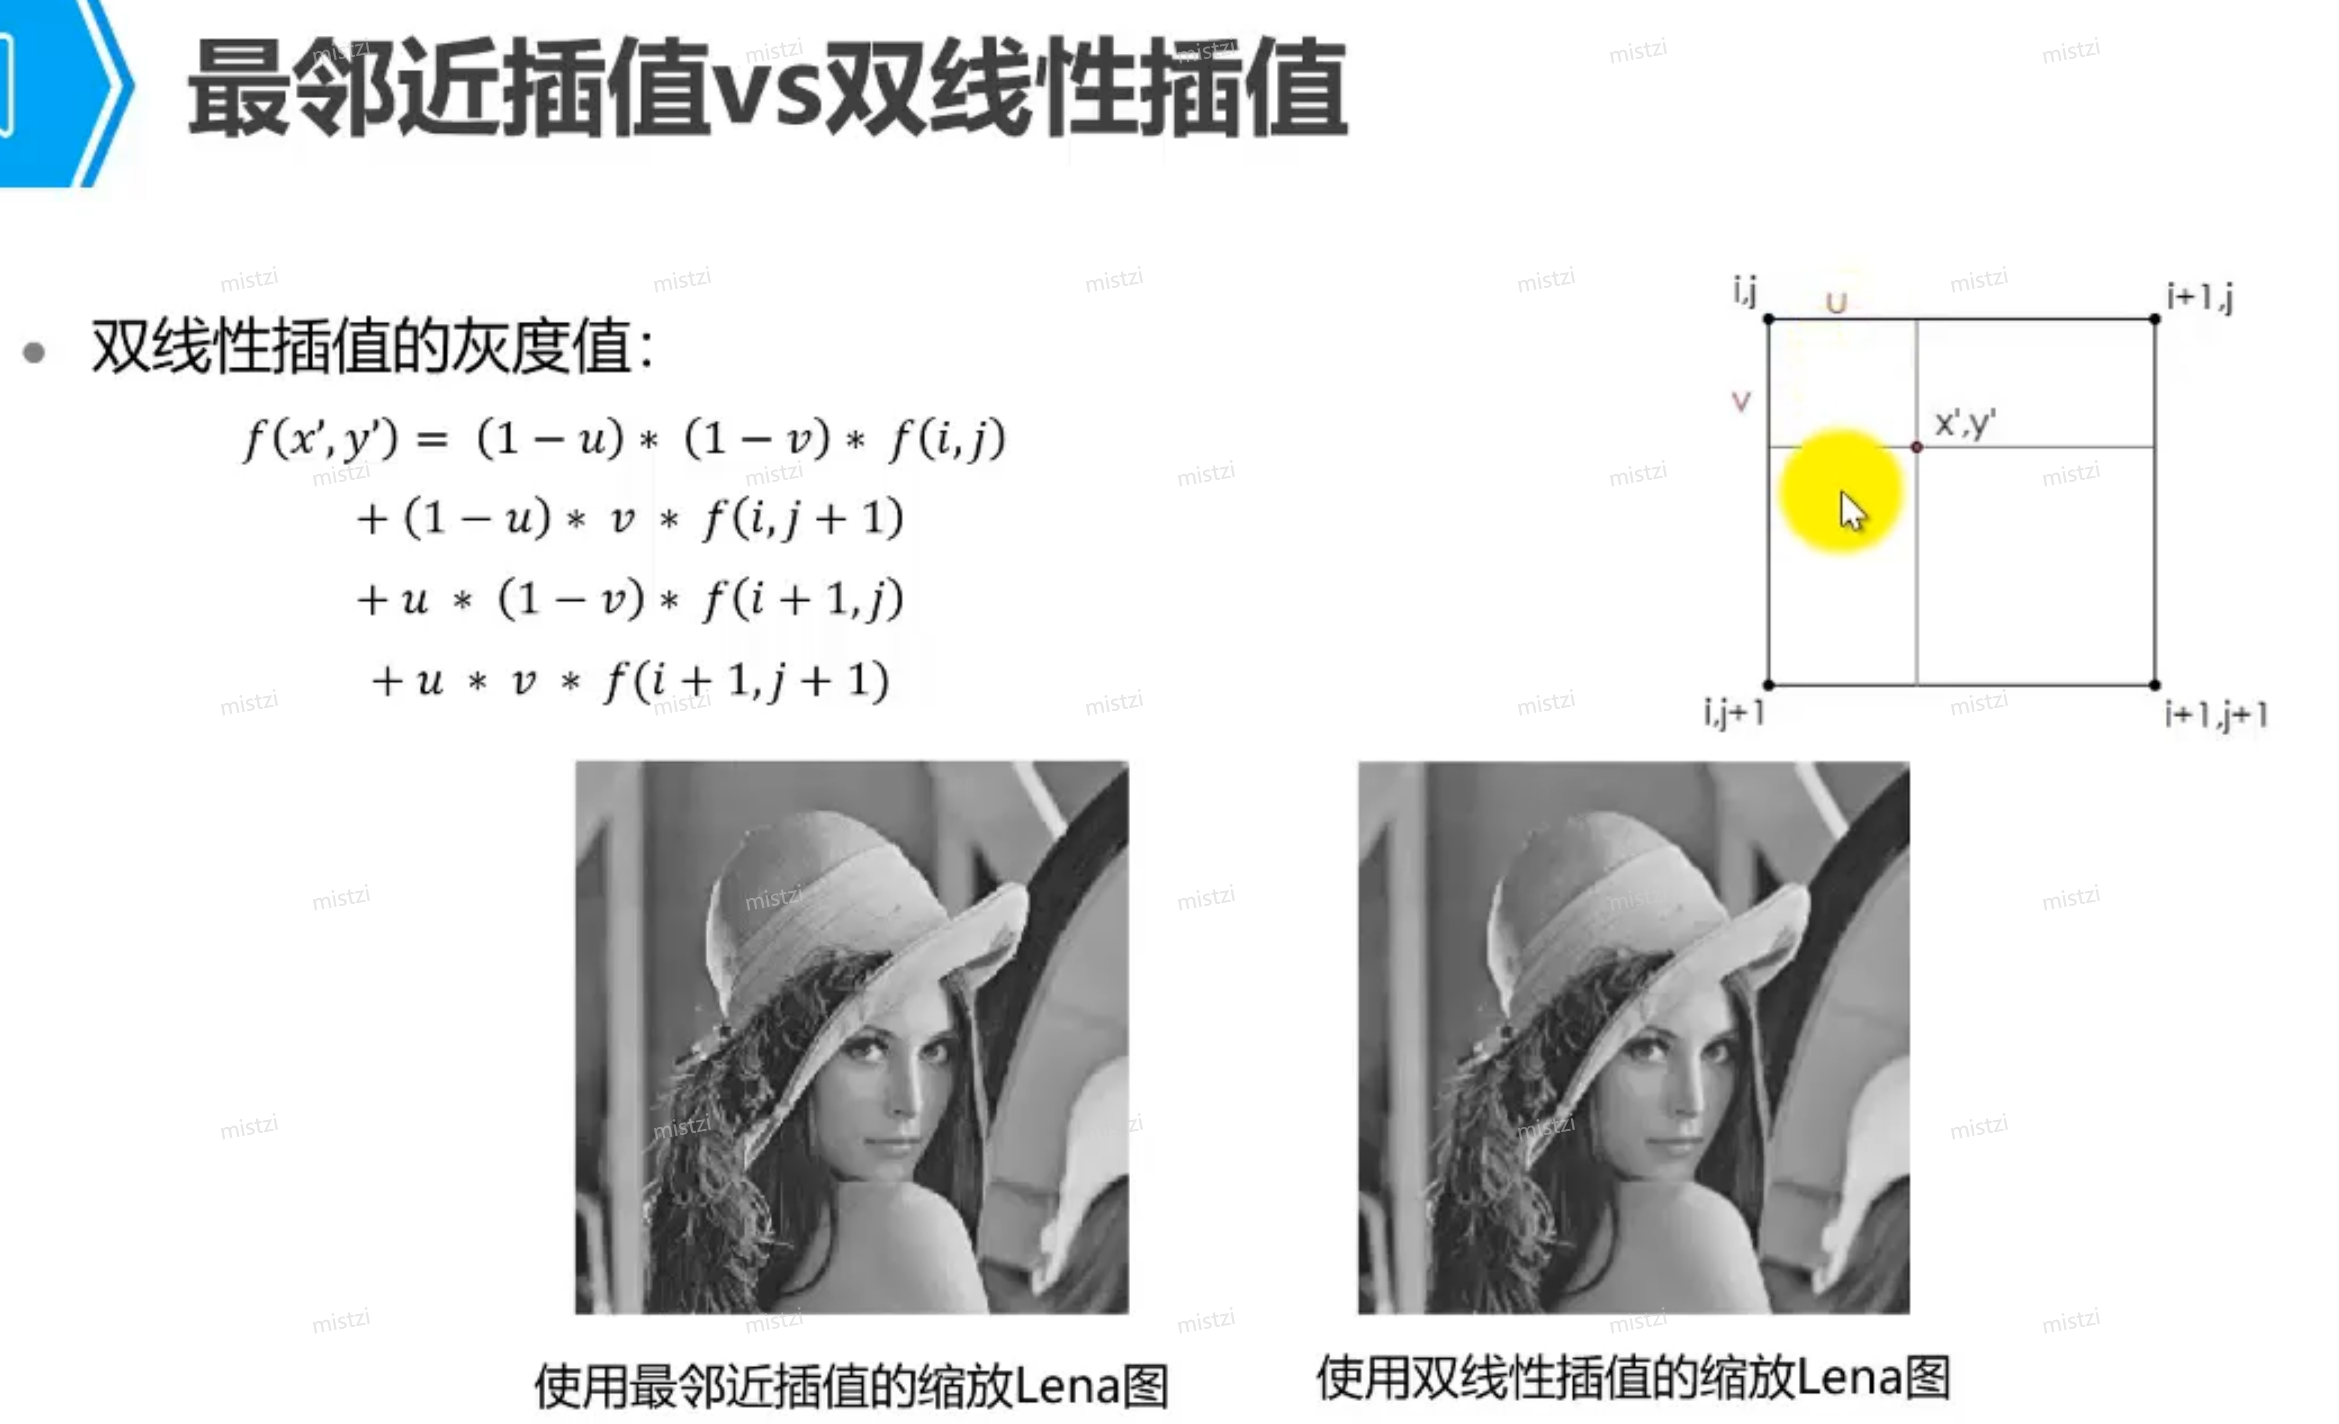 最邻近插值vs双线性插值
双线性插值的灰度值：
f(x',y') = (1 − u) ∗ (1 − v) ∗ f(i,j)
+ (1 − u) ∗ v ∗ f(i,j + 1)
+ u ∗ (1 − v) ∗ f(i + 1,j)
+ u ∗ v ∗ f(i + 1,j + 1)
i,j
u
i+1,j
v
x',y'
i,j+1
i+1,j+1
使用最邻近插值的缩放Lena图
使用双线性插值的缩放Lena图
mistzi